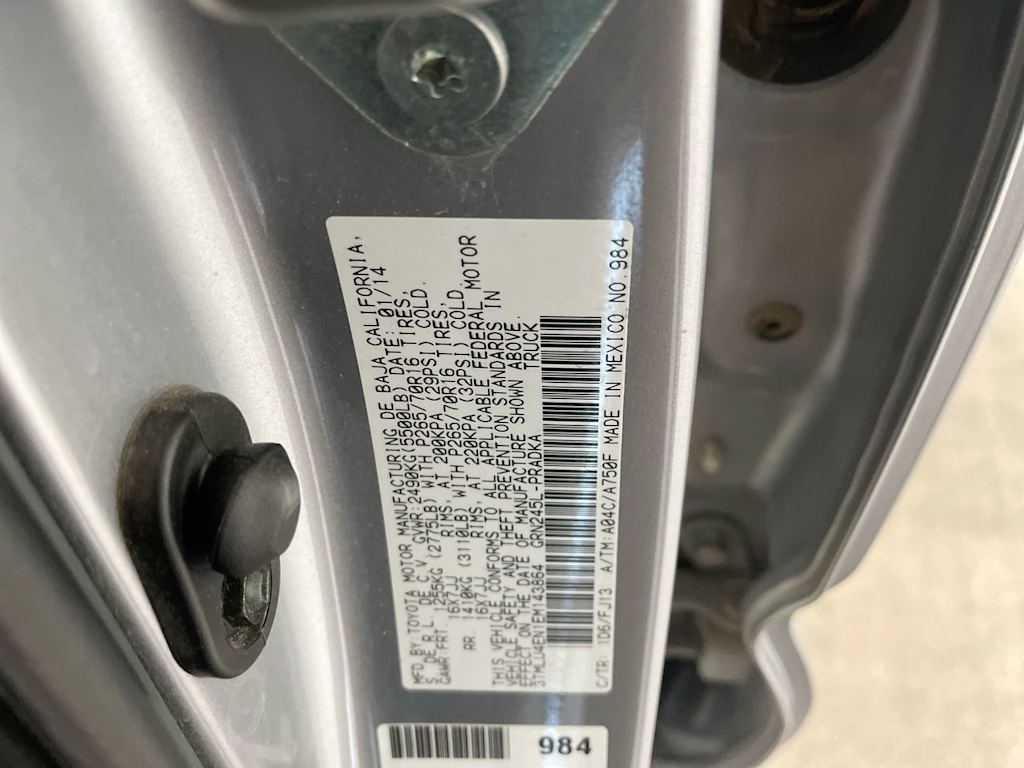 MFD BY:TOYOTA MOTOR MANUFACTURING DE BAJA CALIFORNIA,
S. DE R.L. DE C.V. GVWR:2490KG(5500LB) DATE: 01/14
GAWR:FRT. 1255KG (2775LB) WITH P265/70R16 TIRES,
16X7JJ RIMS, AT 200KPA (29PSI) COLD.
RR. 1410KG (3110LB) WITH P265/70R16 TIRES,
16X7JJ RIMS, AT 220KPA (32PSI) COLD.
THIS VEHICLE CONFORMS TO ALL APPLICABLE FEDERAL MOTOR
VEHICLE SAFETY AND THEFT PREVENTION STANDARDS IN
EFFECT ON THE DATE OF MANUFACTURE SHOWN ABOVE.
3TMLU4EN1EM143864 GRN245L-PRADKA TRUCK
C/TR: 1D6/FJ13 A/TM:A04C/A750F MADE IN MEXICO NO.984
984